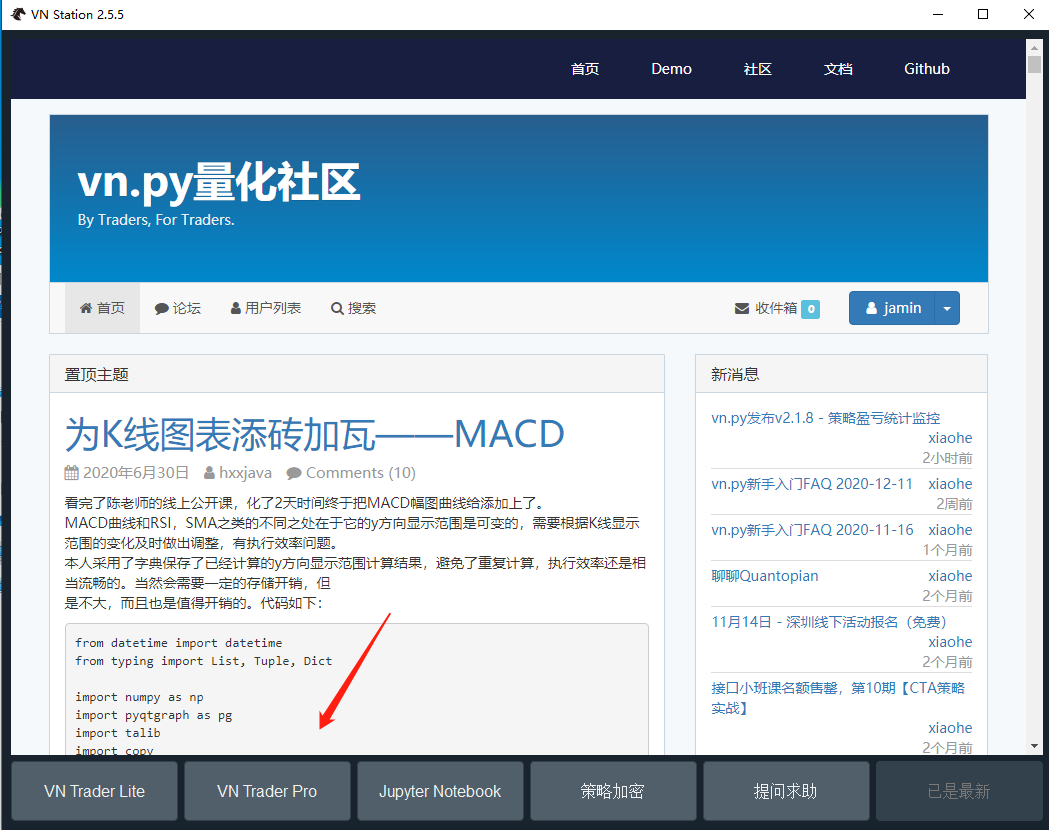 VN Station 2.5.5
首页 Demo 社区 文档 Github
vn.py量化社区
By Traders, For Traders.
首页 论坛 用户列表 搜索 收件箱 0 jamin
置顶主题
为K线图表添砖加瓦——MACD
2020年6月30日 hxxjava Comments (10)
看完了陈老师的线上公开课，化了2天时间终于把MACD幅图曲线给添加上了。
MACD曲线和RSI，SMA之类的不同之处在于它的y方向显示范围是可变的，需要根据K线显示
范围的变化及时做出调整，有执行效率问题。
本人采用了字典保存了已经计算的y方向显示范围计算结果，避免了重复计算，执行效率还是相
当流畅的。当然会需要一定的存储开销，但
是不大，而且也是值得开销的。代码如下：
from datetime import datetime
from typing import List, Tuple, Dict
import numpy as np
import pyqtgraph as pg
import talib
import copy
新消息
vn.py发布v2.1.8 - 策略盈亏统计监控
xiaohe
2小时前
vn.py新手入门FAQ 2020-12-11 xiaohe
2周前
vn.py新手入门FAQ 2020-11-16 xiaohe
1个月前
聊聊Quantopian xiaohe
2个月前
11月14日 - 深圳线下活动报名（免费）
xiaohe
2个月前
接口小班课名额售罄，第10期【CTA策略
实战】
xiaohe
2个月前
VN Trader Lite VN Trader Pro Jupyter Notebook 策略加密 提问求助 已是最新